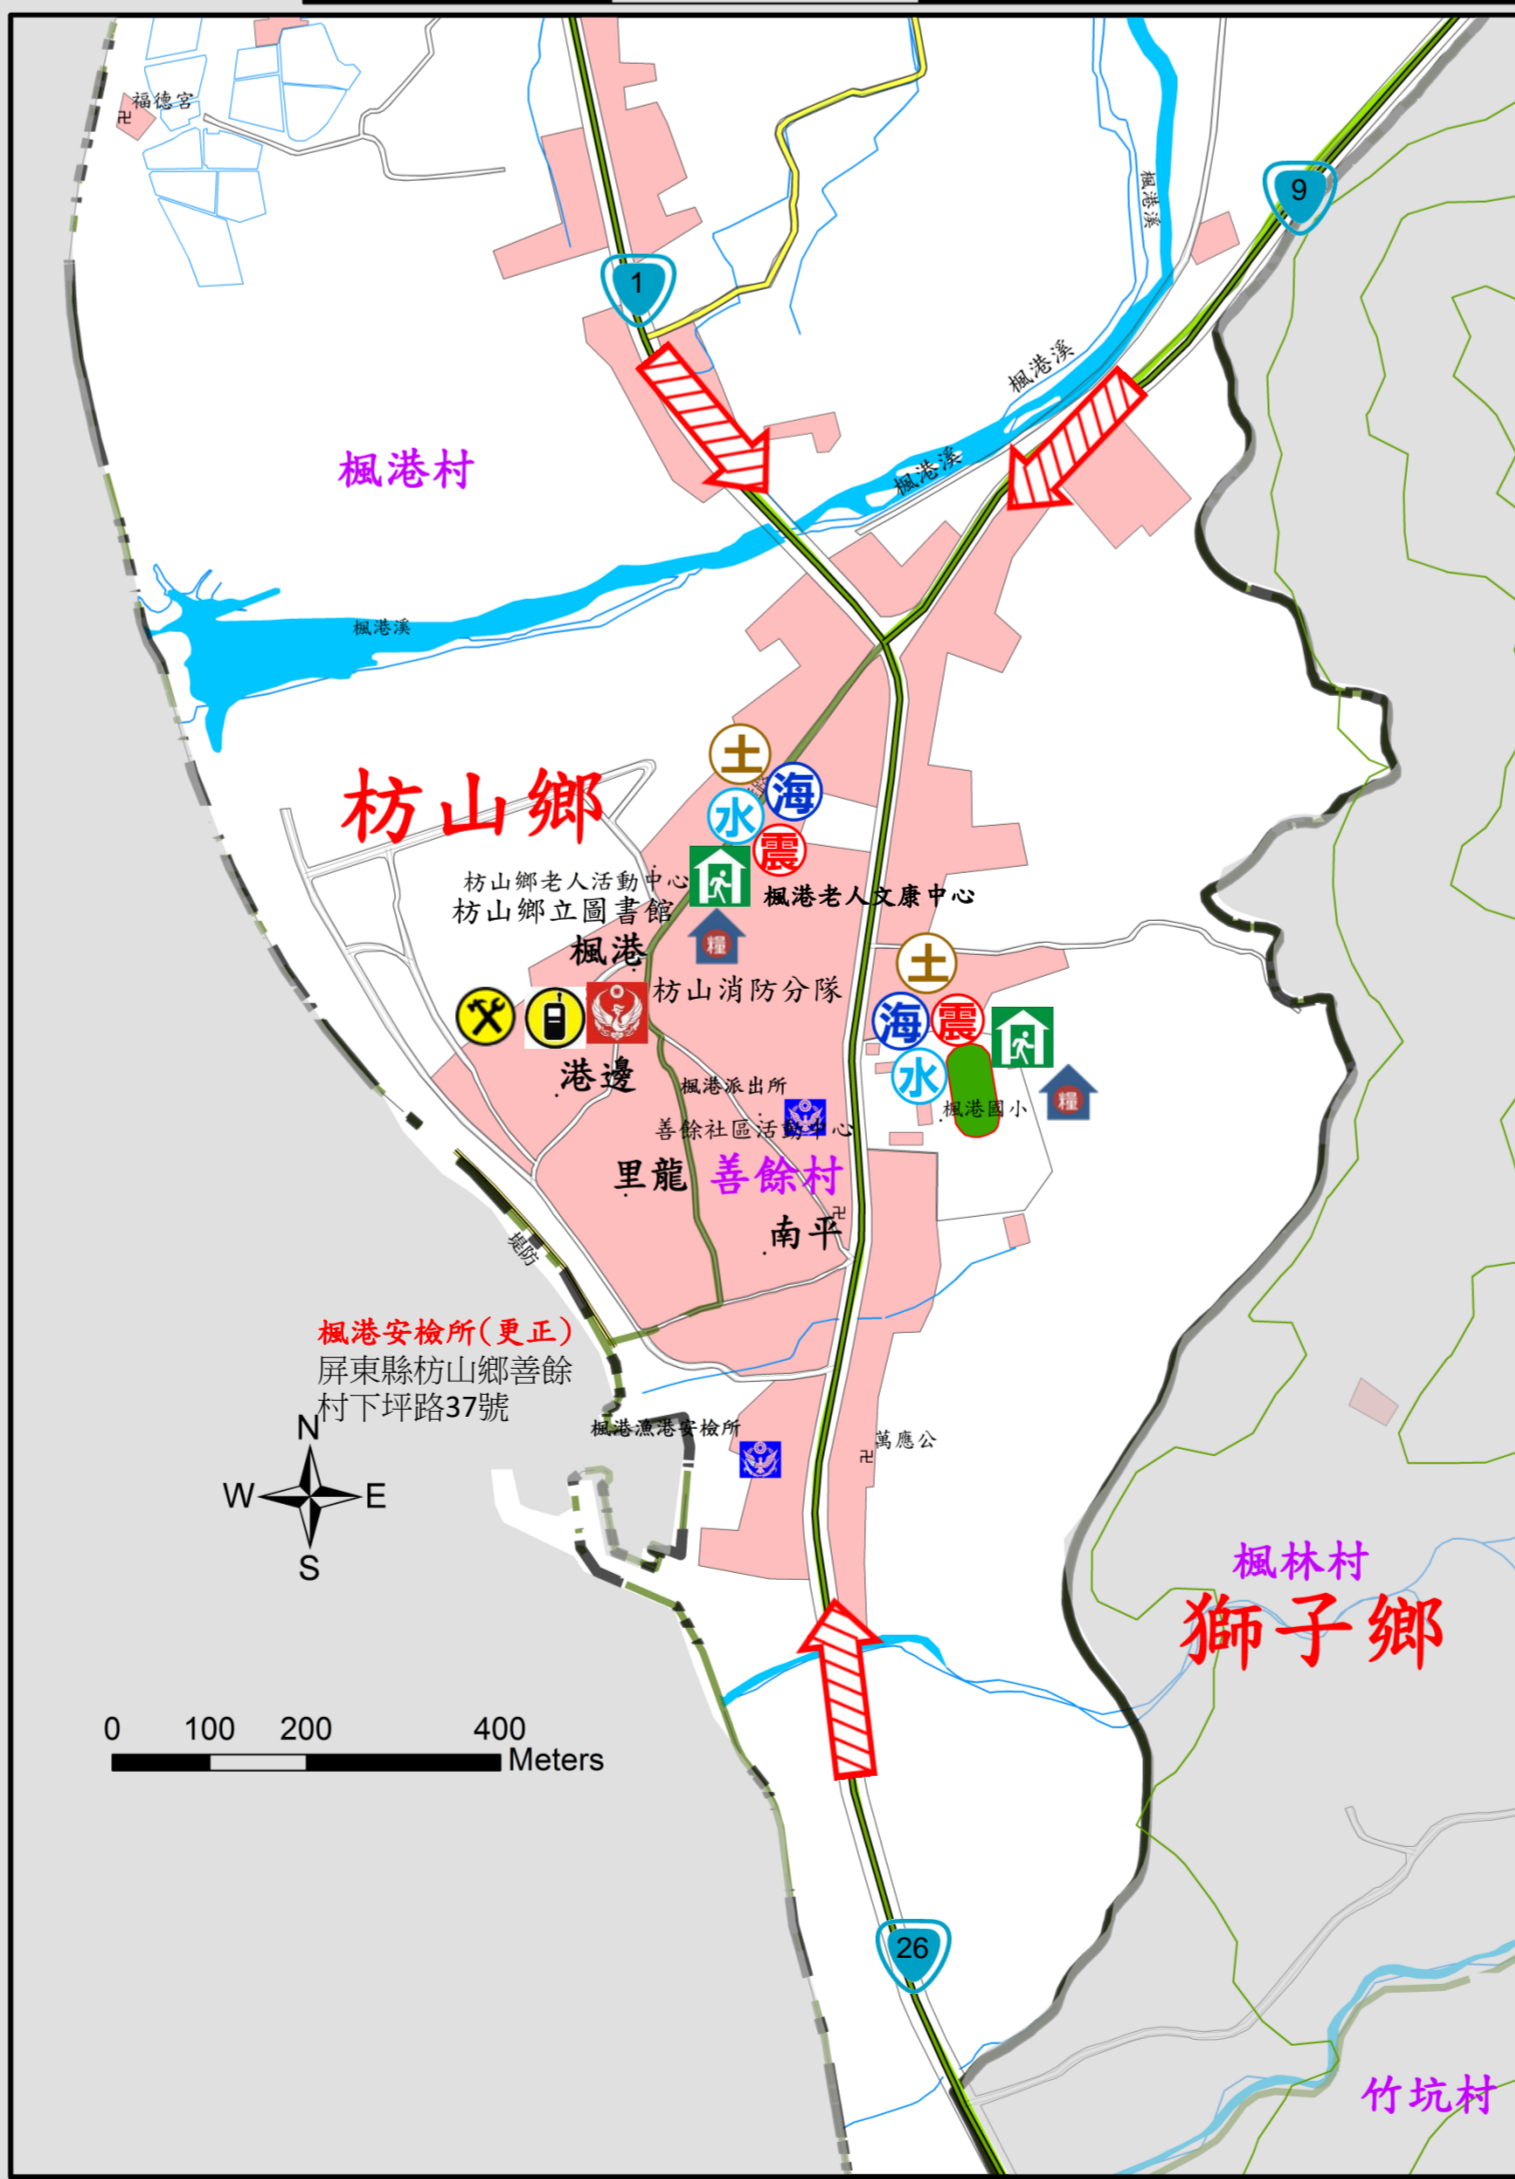 福德宮
卍
9
楓港溪
1
楓港溪
楓港村
楓港溪
楓港溪
土
海
水
震
枋山鄉
枋山鄉老人活動中心
楓港老人文康中心
枋山鄉立圖書館
糧
楓港
土
枋山消防分隊
海
震
水
港邊
楓港派出所
糧
楓港國小
善餘社區活動中心
里龍
善餘村
卍
南平
堤防
楓港安檢所(更正)
屏東縣枋山鄉善餘
村下坪路37號
楓港漁港安檢所
萬應公
卍
N
W
E
S
楓林村
獅子鄉
0 100 200 400
Meters
26
竹坑村